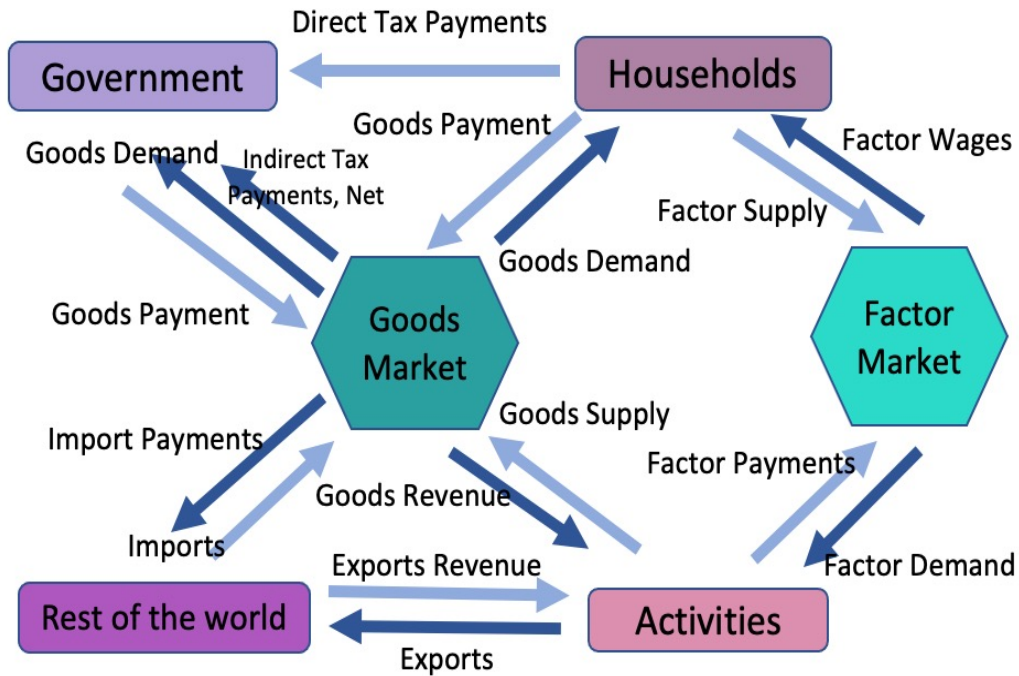 Direct Tax Payments
Government
Households
Goods Payment
Factor Wages
Goods Demand
Indirect Tax
Payments, Net
Factor Supply
Goods Demand
Goods Payment
Goods
Market
Factor
Market
Goods Supply
Import Payments
Factor Payments
Goods Revenue
Imports
Exports Revenue
Factor Demand
Rest of the world
Activities
Exports